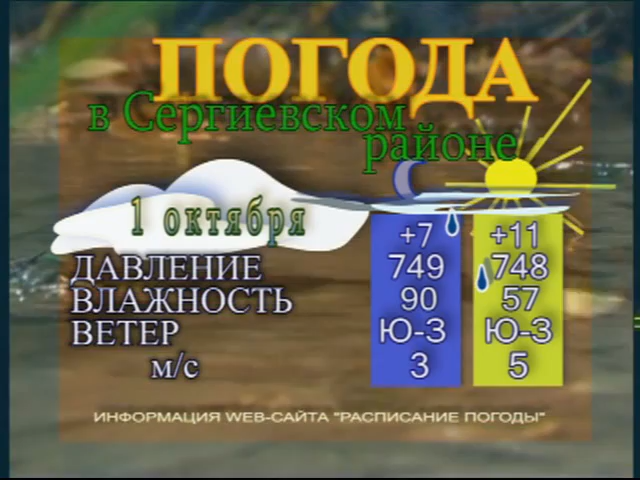 ПОГОДА
в Сергиевском
районе
1 октября
+7 +11
ДАВЛЕНИЕ 749 748
ВЛАЖНОСТЬ 90 57
ВЕТЕР Ю-З Ю-З
м/с 3 5
ИНФОРМАЦИЯ WEB-САЙТА "РАСПИСАНИЕ ПОГОДЫ"